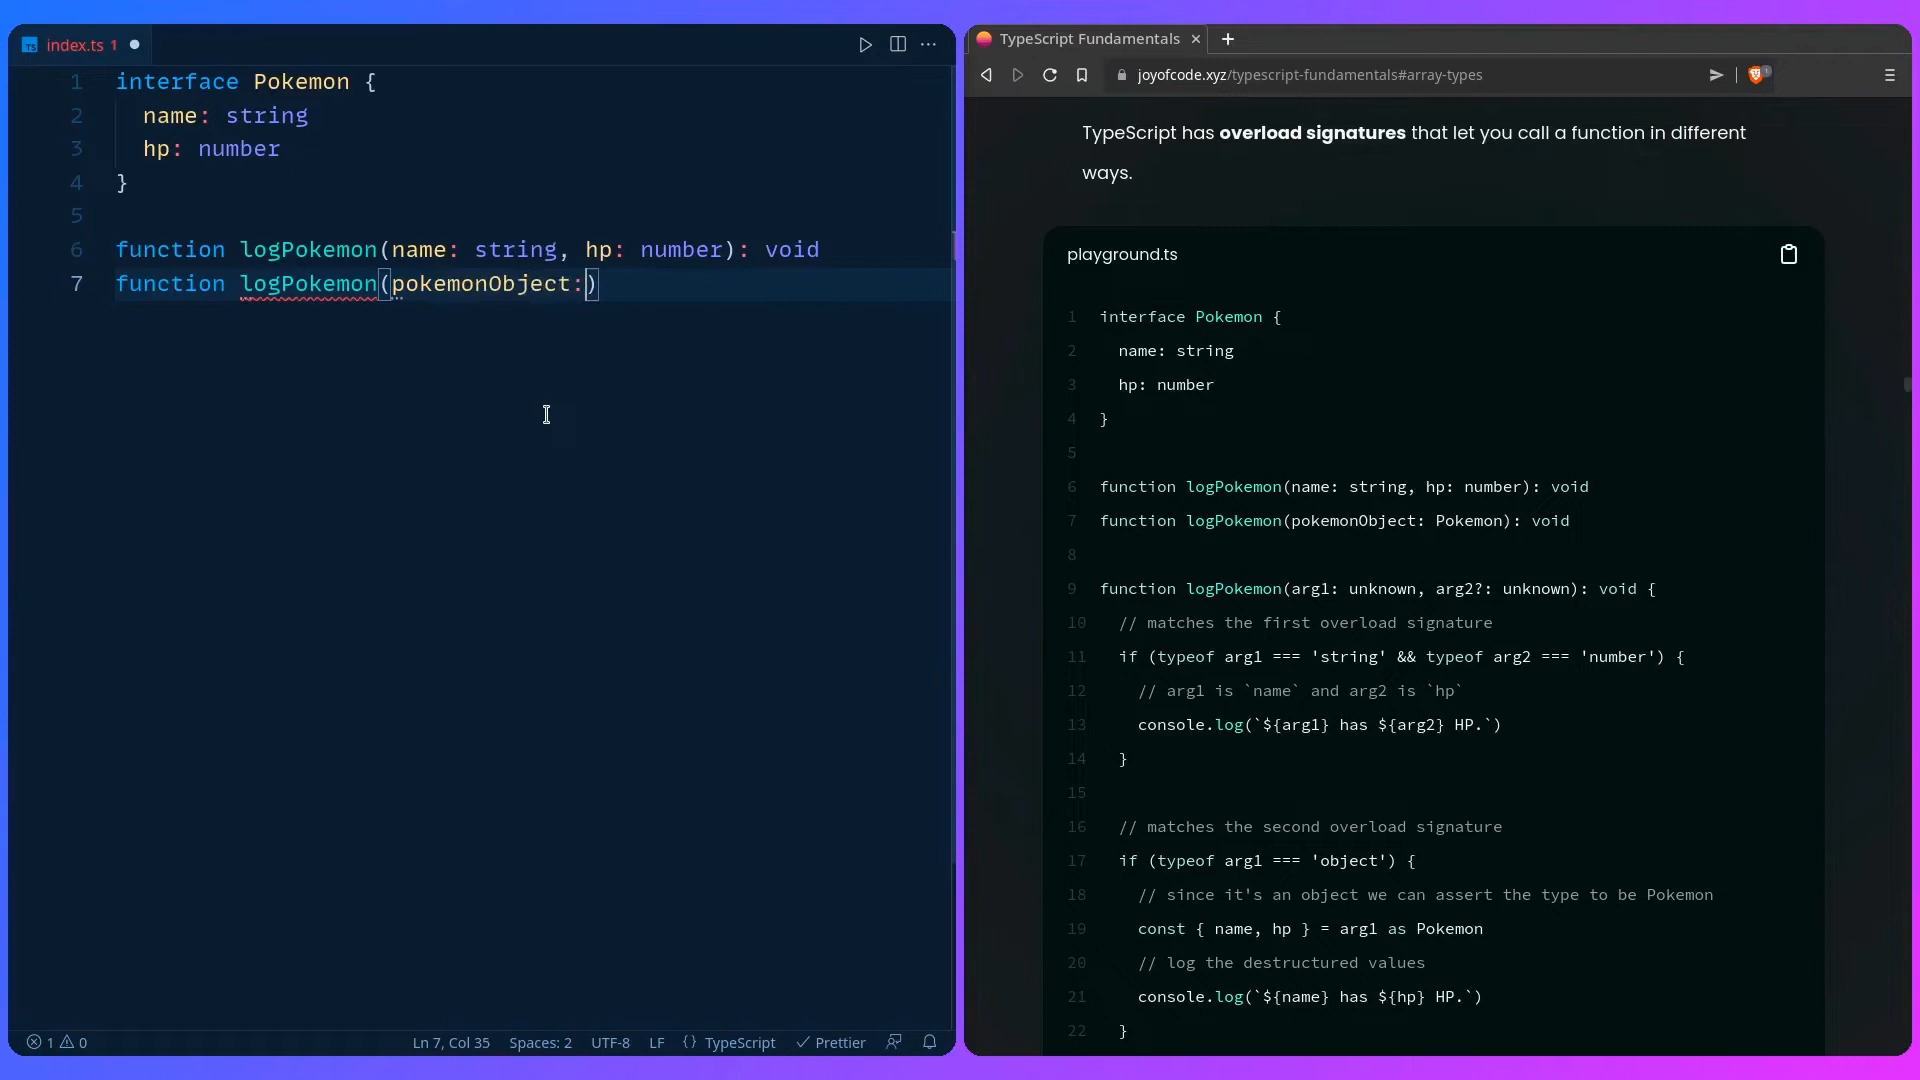 index.ts 1
1 interface Pokemon {
2 name: string
3 hp: number
4 }
5
6 function logPokemon(name: string, hp: number): void
7 function logPokemon(pokemonObject:)
1 0
Ln 7, Col 35
Spaces: 2
UTF-8
LF
{} TypeScript
Prettier
TypeScript Fundamentals
joyofcode.xyz/typescript-fundamentals#array-types
1
TypeScript has overload signatures that let you call a function in different
ways.
playground.ts
1 interface Pokemon {
2 name: string
3 hp: number
4 }
5
6 function logPokemon(name: string, hp: number): void
7 function logPokemon(pokemonObject: Pokemon): void
8
9 function logPokemon(arg1: unknown, arg2?: unknown): void {
10 // matches the first overload signature
11 if (typeof arg1 === 'string' && typeof arg2 === 'number') {
12 // arg1 is `name` and arg2 is `hp`
13 console.log(`${arg1} has ${arg2} HP.`)
14 }
15
16 // matches the second overload signature
17 if (typeof arg1 === 'object') {
18 // since it's an object we can assert the type to be Pokemon
19 const { name, hp } = arg1 as Pokemon
20 // log the destructured values
21 console.log(`${name} has ${hp} HP.`)
22 }